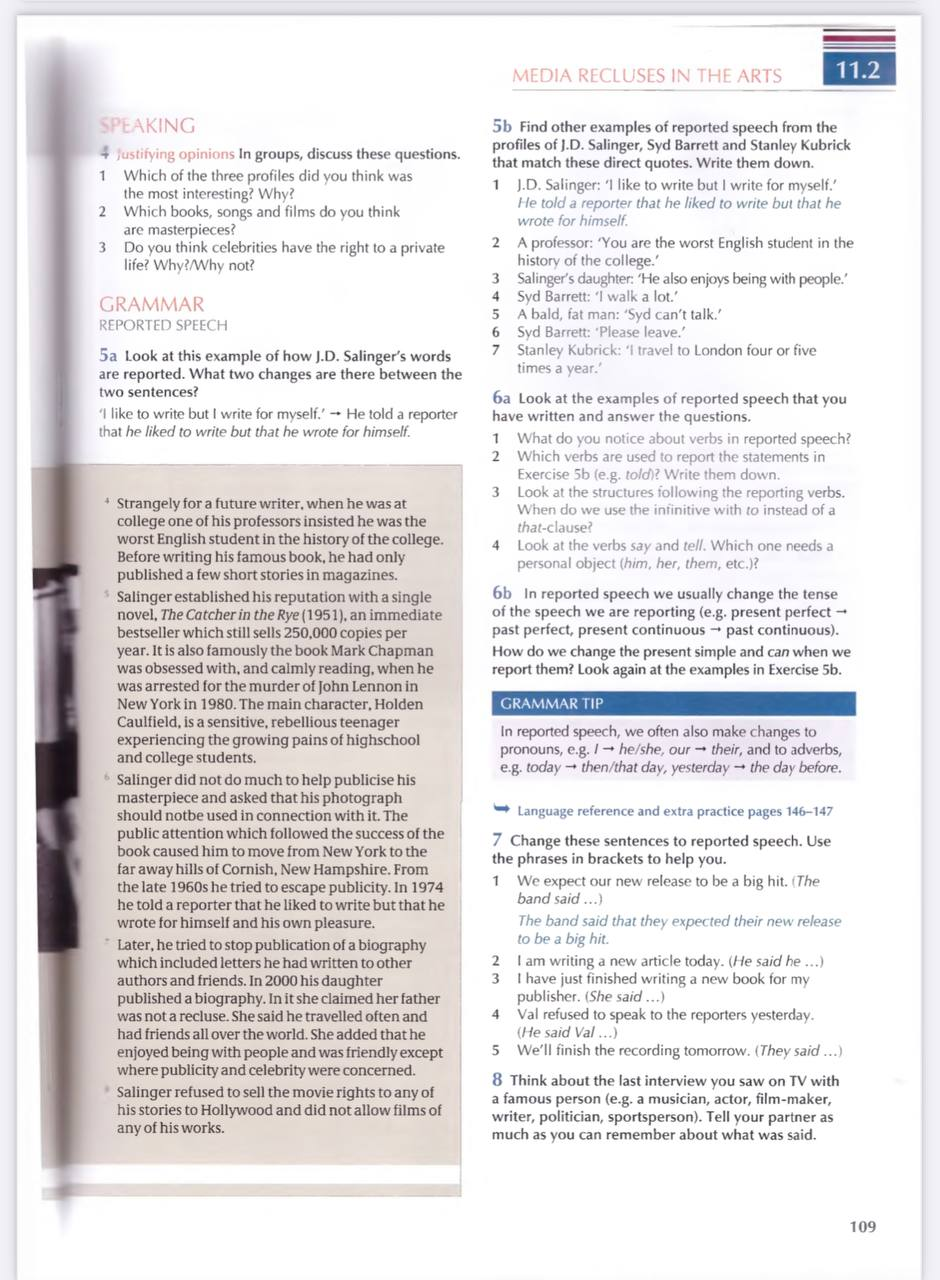 MEDIA RECLUSES IN THE ARTS
11.2
SPEAKING
4 Justifying opinions In groups, discuss these questions.
1 Which of the three profiles did you think was
the most interesting? Why?
2 Which books, songs and films do you think
are masterpieces?
3 Do you think celebrities have the right to a private
life? Why?/Why not?
GRAMMAR
REPORTED SPEECH
5a Look at this example of how J.D. Salinger's words
are reported. What two changes are there between the
two sentences?
'I like to write but I write for myself.' → He told a reporter
that he liked to write but that he wrote for himself.
4 Strangely for a future writer, when he was at
college one of his professors insisted he was the
worst English student in the history of the college.
Before writing his famous book, he had only
published a few short stories in magazines.
5 Salinger established his reputation with a single
novel, The Catcher in the Rye (1951), an immediate
bestseller which still sells 250,000 copies per
year. It is also famously the book Mark Chapman
was obsessed with, and calmly reading, when he
was arrested for the murder of John Lennon in
New York in 1980. The main character, Holden
Caulfield, is a sensitive, rebellious teenager
experiencing the growing pains of highschool
and college students.
6 Salinger did not do much to help publicise his
masterpiece and asked that his photograph
should notbe used in connection with it. The
public attention which followed the success of the
book caused him to move from New York to the
far away hills of Cornish, New Hampshire. From
the late 1960s he tried to escape publicity. In 1974
he told a reporter that he liked to write but that he
wrote for himself and his own pleasure.
7 Later, he tried to stop publication of a biography
which included letters he had written to other
authors and friends. In 2000 his daughter
published a biography. In it she claimed her father
was not a recluse. She said he travelled often and
had friends all over the world. She added that he
enjoyed being with people and was friendly except
where publicity and celebrity were concerned.
8 Salinger refused to sell the movie rights to any of
his stories to Hollywood and did not allow films of
any of his works.
5b Find other examples of reported speech from the
profiles of J.D. Salinger, Syd Barrett and Stanley Kubrick
that match these direct quotes. Write them down.
1 J.D. Salinger: 'I like to write but I write for myself.'
He told a reporter that he liked to write but that he
wrote for himself.
2 A professor: 'You are the worst English student in the
history of the college.'
3 Salinger's daughter: 'He also enjoys being with people.'
4 Syd Barrett: 'I walk a lot.'
5 A bald, fat man: 'Syd can't talk.'
6 Syd Barrett: 'Please leave.'
7 Stanley Kubrick: 'I travel to London four or five
times a year.'
6a Look at the examples of reported speech that you
have written and answer the questions.
1 What do you notice about verbs in reported speech?
2 Which verbs are used to report the statements in
Exercise 5b (e.g. told)? Write them down.
3 Look at the structures following the reporting verbs.
When do we use the infinitive with to instead of a
that-clause?
4 Look at the verbs say and tell. Which one needs a
personal object (him, her, them, etc.)?
6b In reported speech we usually change the tense
of the speech we are reporting (e.g. present perfect →
past perfect, present continuous → past continuous).
How do we change the present simple and can when we
report them? Look again at the examples in Exercise 5b.
GRAMMAR TIP
In reported speech, we often also make changes to
pronouns, e.g. I → he/she, our → their, and to adverbs,
e.g. today → then/that day, yesterday → the day before.
Language reference and extra practice pages 146–147
7 Change these sentences to reported speech. Use
the phrases in brackets to help you.
1 We expect our new release to be a big hit. (The
band said ...)
The band said that they expected their new release
to be a big hit.
2 I am writing a new article today. (He said he ...)
3 I have just finished writing a new book for my
publisher. (She said ...)
4 Val refused to speak to the reporters yesterday.
(He said Val ...)
5 We'll finish the recording tomorrow. (They said ...)
8 Think about the last interview you saw on TV with
a famous person (e.g. a musician, actor, film-maker,
writer, politician, sportsperson). Tell your partner as
much as you can remember about what was said.
109